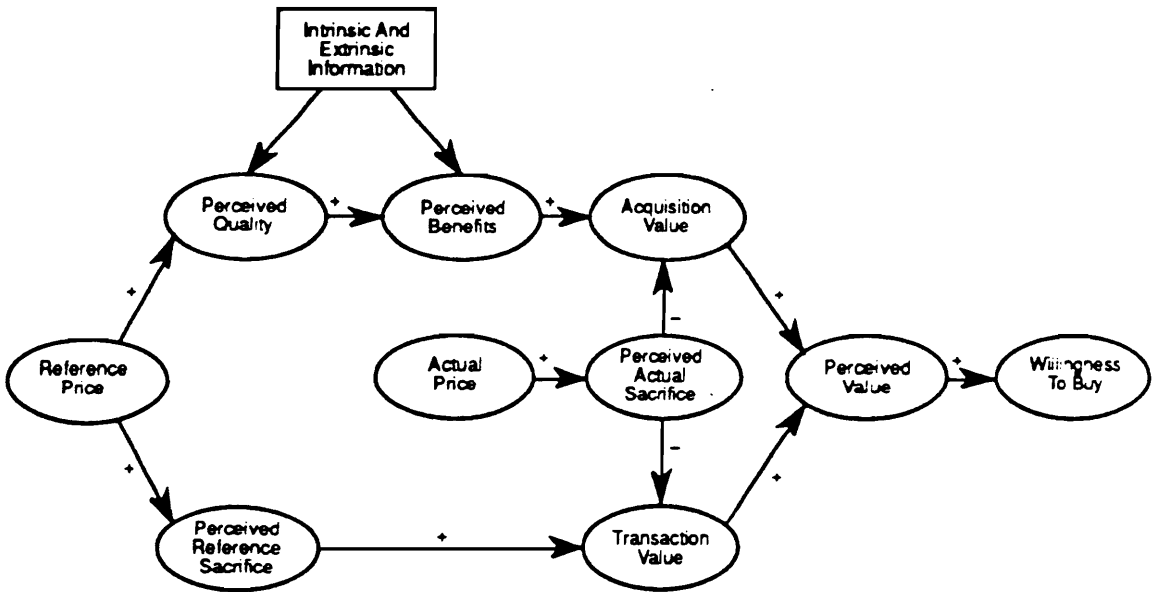 Intrinsic And
Extrinsic
Information
Perceived
Quality
+
Perceived
Benefits
+
Acquisition
Value
+
+
-
Reference
Price
Actual
Price
+
Perceived
Actual
Sacrifice
Perceived
Value
+
Willingness
To Buy
+
-
+
Perceived
Reference
Sacrifice
+
Transaction
Value